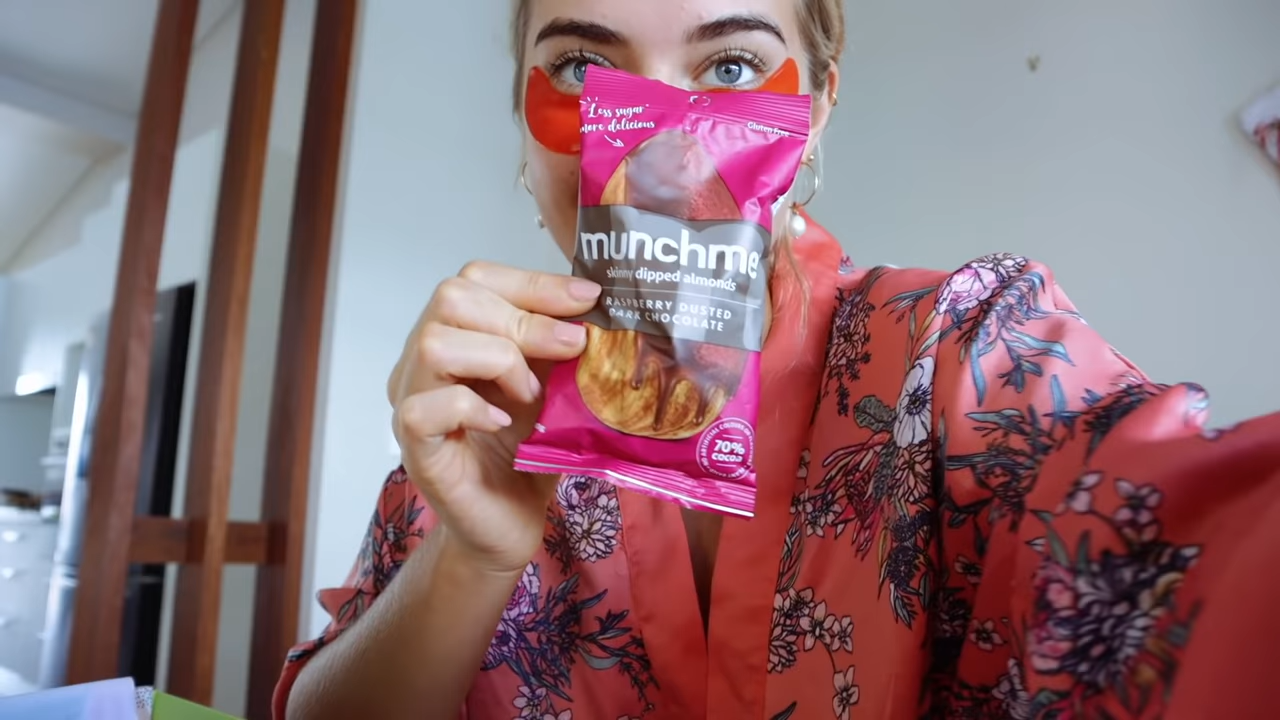 "Less sugar
more delicious
Gluten Free
munchme
skinny dipped almonds
RASPBERRY DUSTED
DARK CHOCOLATE
70%
cocoa